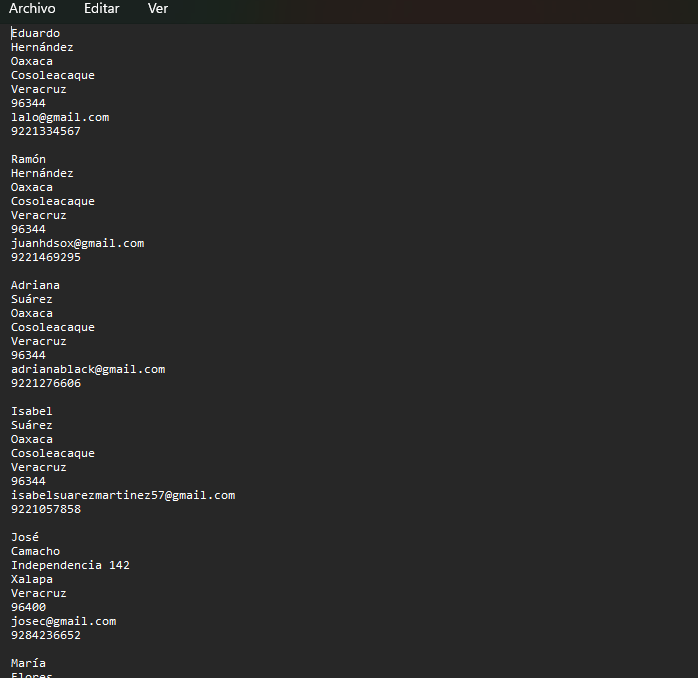 Archivo Editar Ver
Eduardo
Hernández
Oaxaca
Cosoleacaque
Veracruz
96344
lalo@gmail.com
9221334567
Ramón
Hernández
Oaxaca
Cosoleacaque
Veracruz
96344
juanhdsox@gmail.com
9221469295
Adriana
Suárez
Oaxaca
Cosoleacaque
Veracruz
96344
adrianablack@gmail.com
9221276606
Isabel
Suárez
Oaxaca
Cosoleacaque
Veracruz
96344
isabelsuarezmartinez57@gmail.com
9221057858
José
Camacho
Independencia 142
Xalapa
Veracruz
96400
josec@gmail.com
9284236652
María
Flores